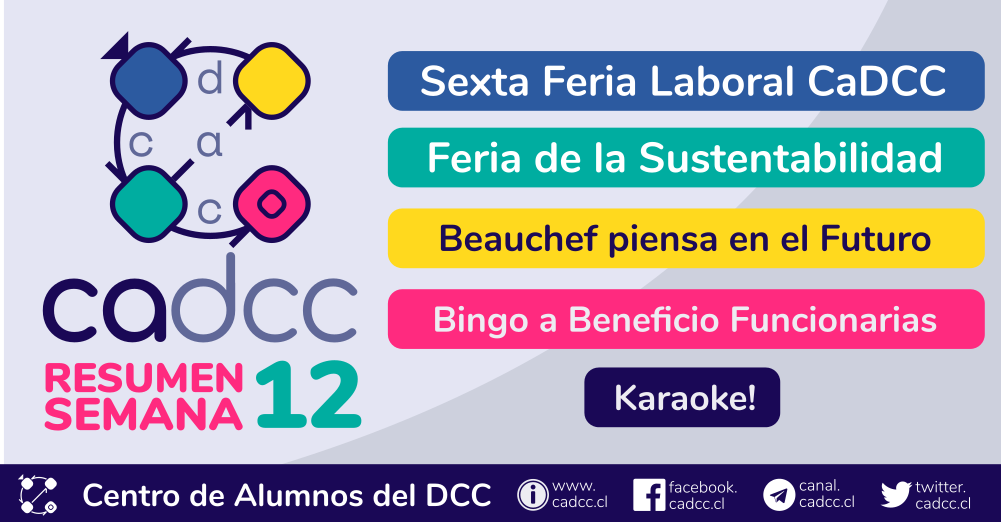 d
c a
c
cadcc
RESUMEN
SEMANA 12
Sexta Feria Laboral CaDCC
Feria de la Sustentabilidad
Beauchef piensa en el Futuro
Bingo a Beneficio Funcionarias
Karaoke!
Centro de Alumnos del DCC
www.
cadcc.cl
facebook.
cadcc.cl
canal.
cadcc.cl
twitter.
cadcc.cl